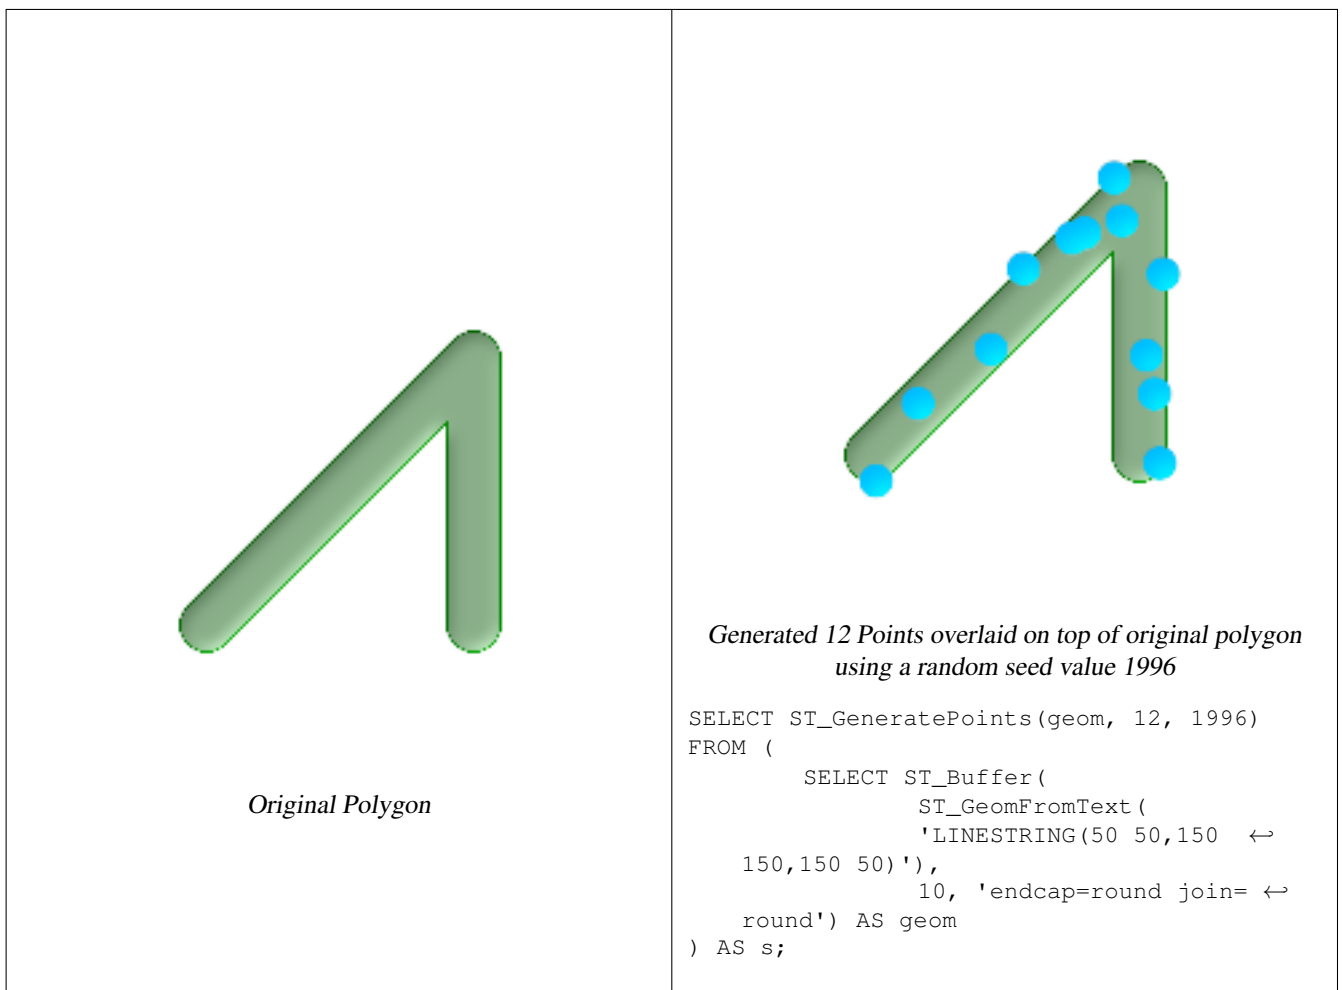 Original Polygon
Generated 12 Points overlaid on top of original polygon
using a random seed value 1996
SELECT ST_GeneratePoints(geom, 12, 1996)
FROM (
        SELECT ST_Buffer(
                ST_GeomFromText(
                'LINESTRING(50 50,150 ↩
    150,150 50)'),
                10, 'endcap=round join= ↩
    round') AS geom
) AS s;